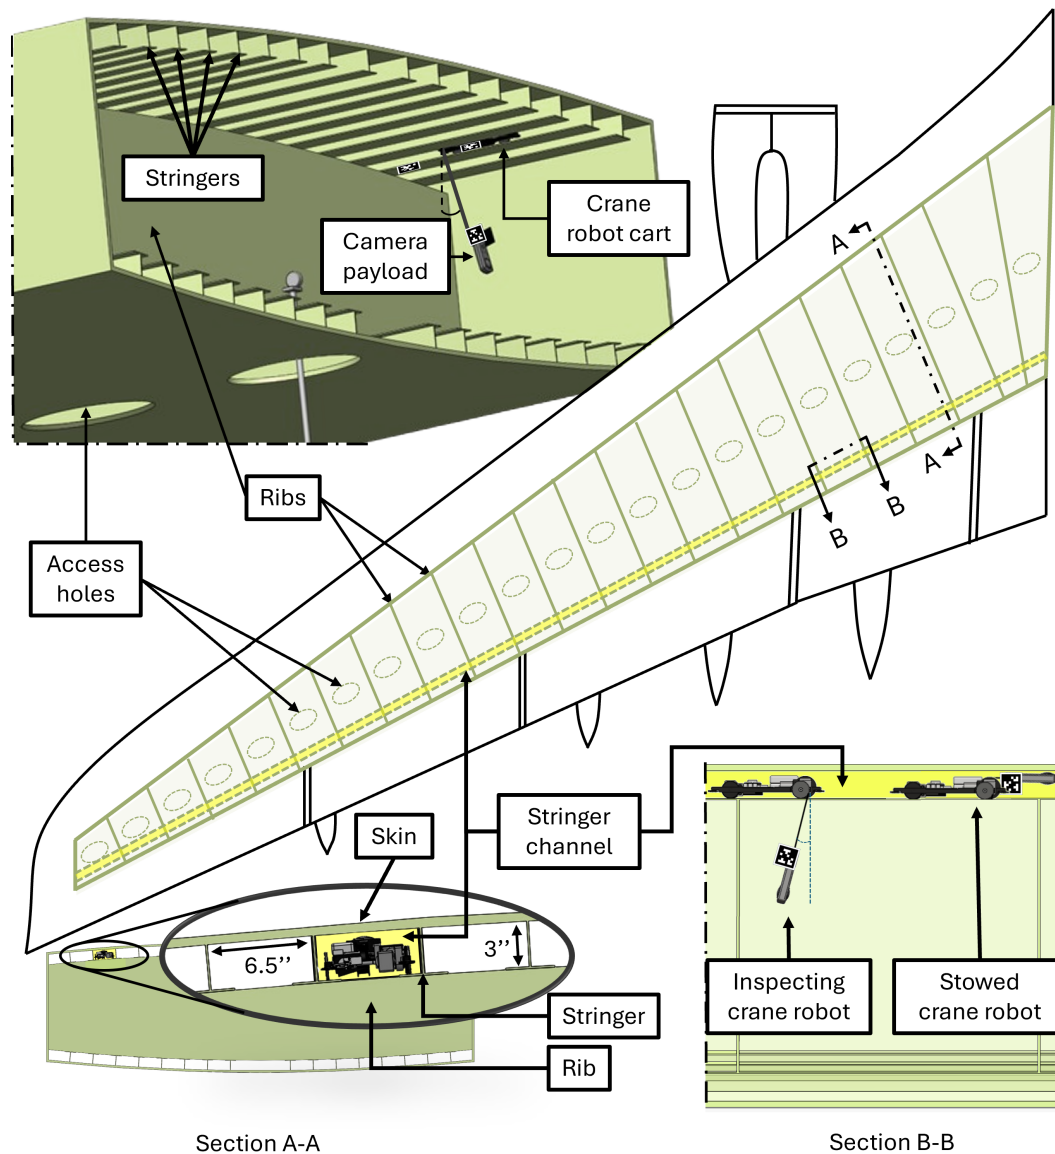 Stringers
Crane
robot cart
Camera
payload
A
A
B
B
Ribs
Access
holes
Stringer
channel
Skin
6.5’’
3’’
Stringer
Rib
Inspecting
crane robot
Stowed
crane robot
Section A-A
Section B-B